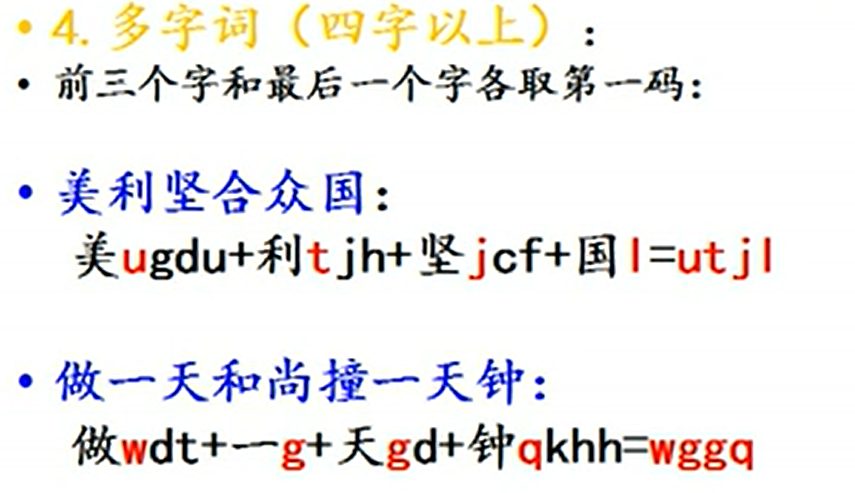 • 4. 多字词（四字以上）：
• 前三个字和最后一个字各取第一码：
• 美利坚合众国：
美ugdu+利tjh+坚jcf+国l=utjl
• 做一天和尚撞一天钟：
做wdt+一g+天gd+钟qkhh=wggq